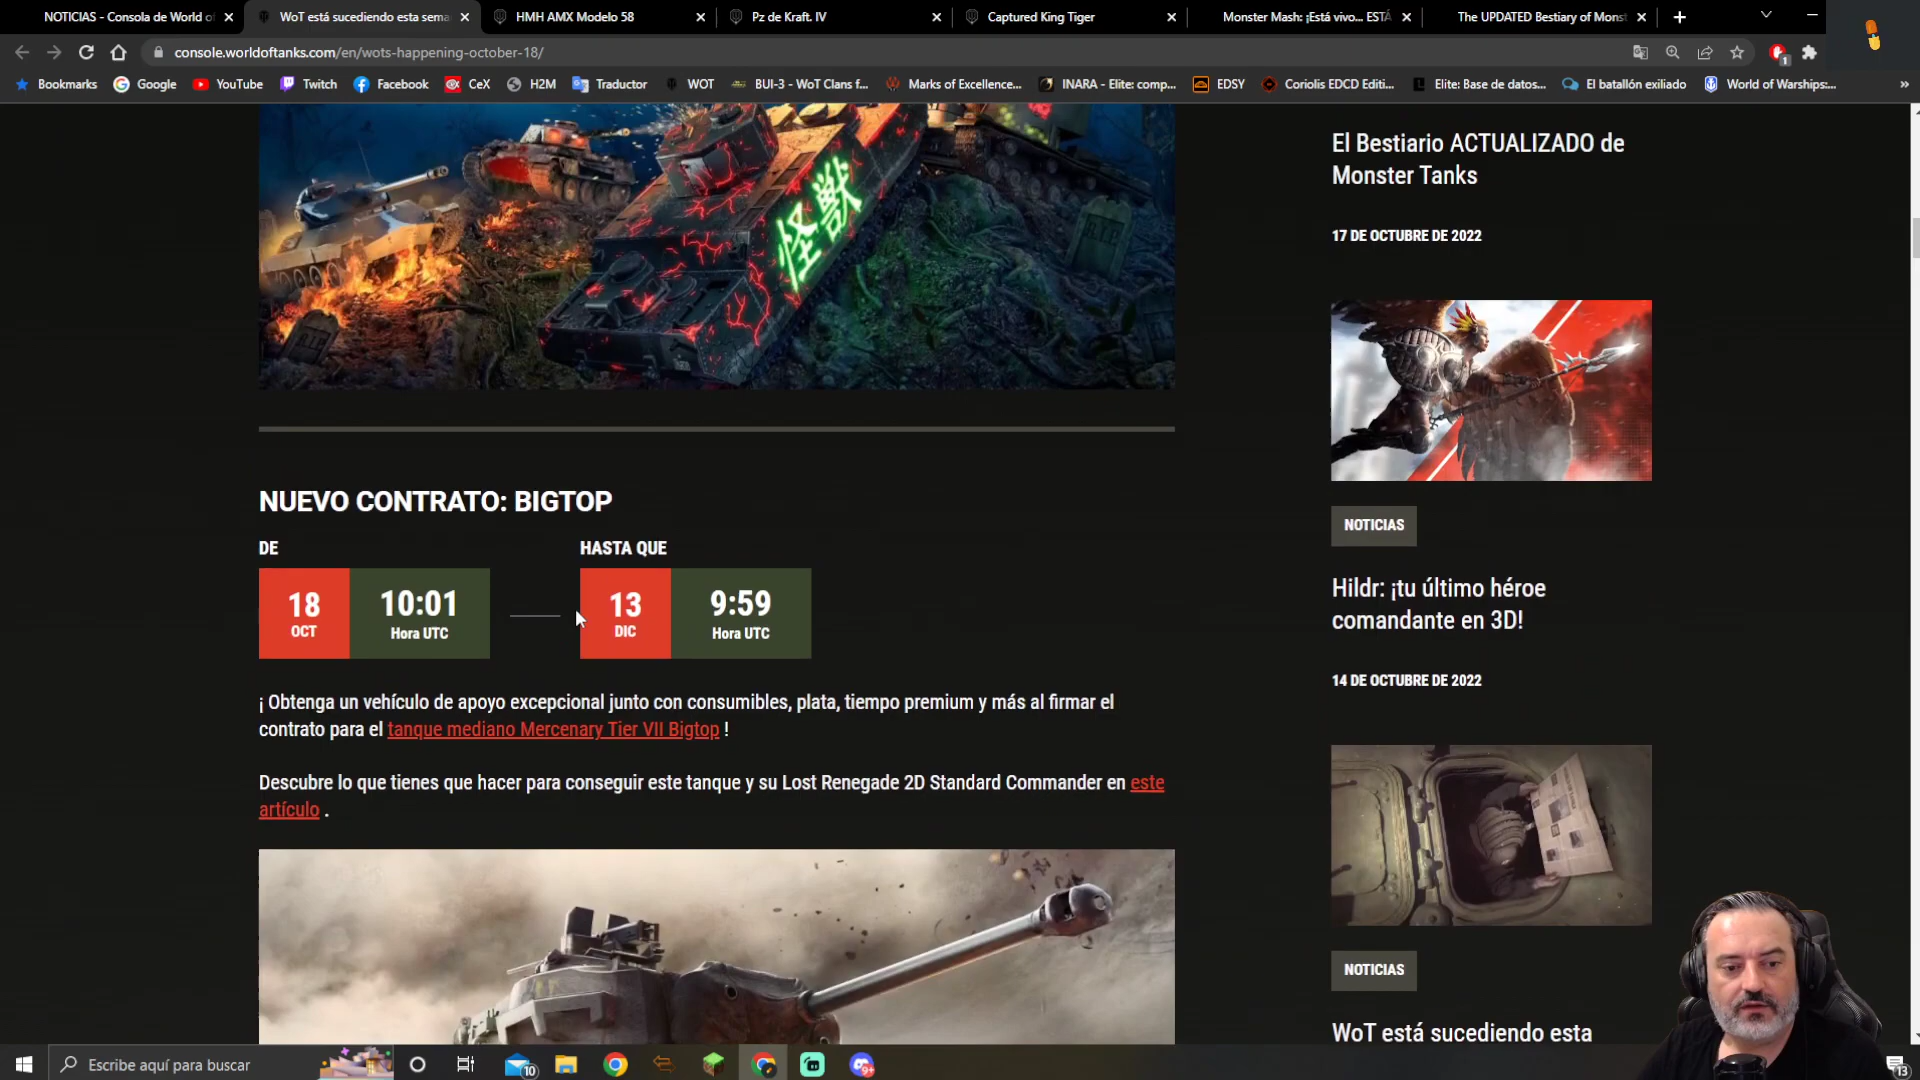 NOTICIAS - Consola de World of
WoT está sucediendo esta sema
HMH AMX Modelo 58
Pz de Kraft. IV
Captured King Tiger
Monster Mash: ¡Está vivo... ESTÁ
The UPDATED Bestiary of Monst
console.worldoftanks.com/en/wots-happening-october-18/
1
Bookmarks
Google
YouTube
Twitch
Facebook
CeX
H2M
Traductor
WOT
BUI-3 - WoT Clans f...
Marks of Excellence...
INARA - Elite: comp...
EDSY
Coriolis EDCD Editi...
Elite: Base de datos...
El batallón exiliado
World of Warships:...
»
怪獣
R.I.P.
El Bestiario ACTUALIZADO de
Monster Tanks
17 DE OCTUBRE DE 2022
NUEVO CONTRATO: BIGTOP
DE
HASTA QUE
18
OCT
10:01
Hora UTC
13
DIC
9:59
Hora UTC
¡ Obtenga un vehículo de apoyo excepcional junto con consumibles, plata, tiempo premium y más al firmar el
contrato para el tanque mediano Mercenary Tier VII Bigtop !
Descubre lo que tienes que hacer para conseguir este tanque y su Lost Renegade 2D Standard Commander en este
artículo .
NOTICIAS
Hildr: ¡tu último héroe
comandante en 3D!
14 DE OCTUBRE DE 2022
NOTICIAS
WoT está sucediendo esta
Escribe aquí para buscar
10
9+
13